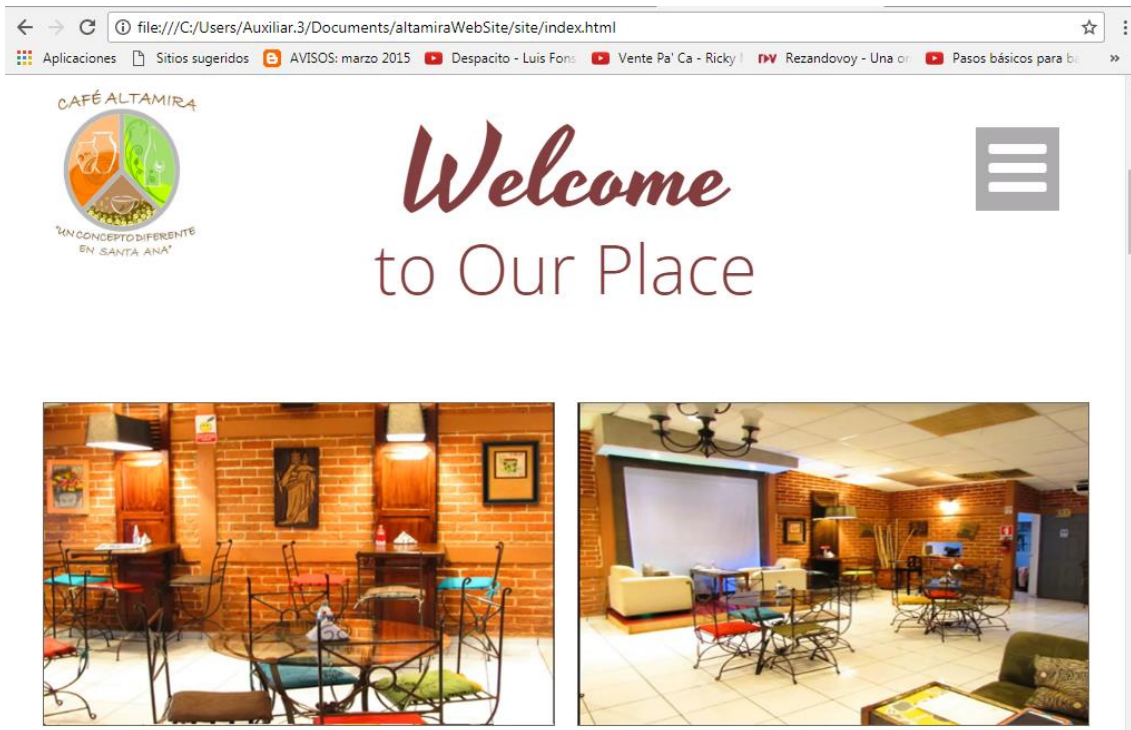 file:///C:/Users/Auxiliar.3/Documents/altamiraWebSite/site/index.html
Aplicaciones Sitios sugeridos AVISOS: marzo 2015 Despacito - Luis Fons Vente Pa' Ca - Ricky Rezandovoy - Una or Pasos básicos para ba »
CAFÉ ALTAMIRA
"UN CONCEPTO DIFERENTE
EN SANTA ANA"
Welcome
to Our Place